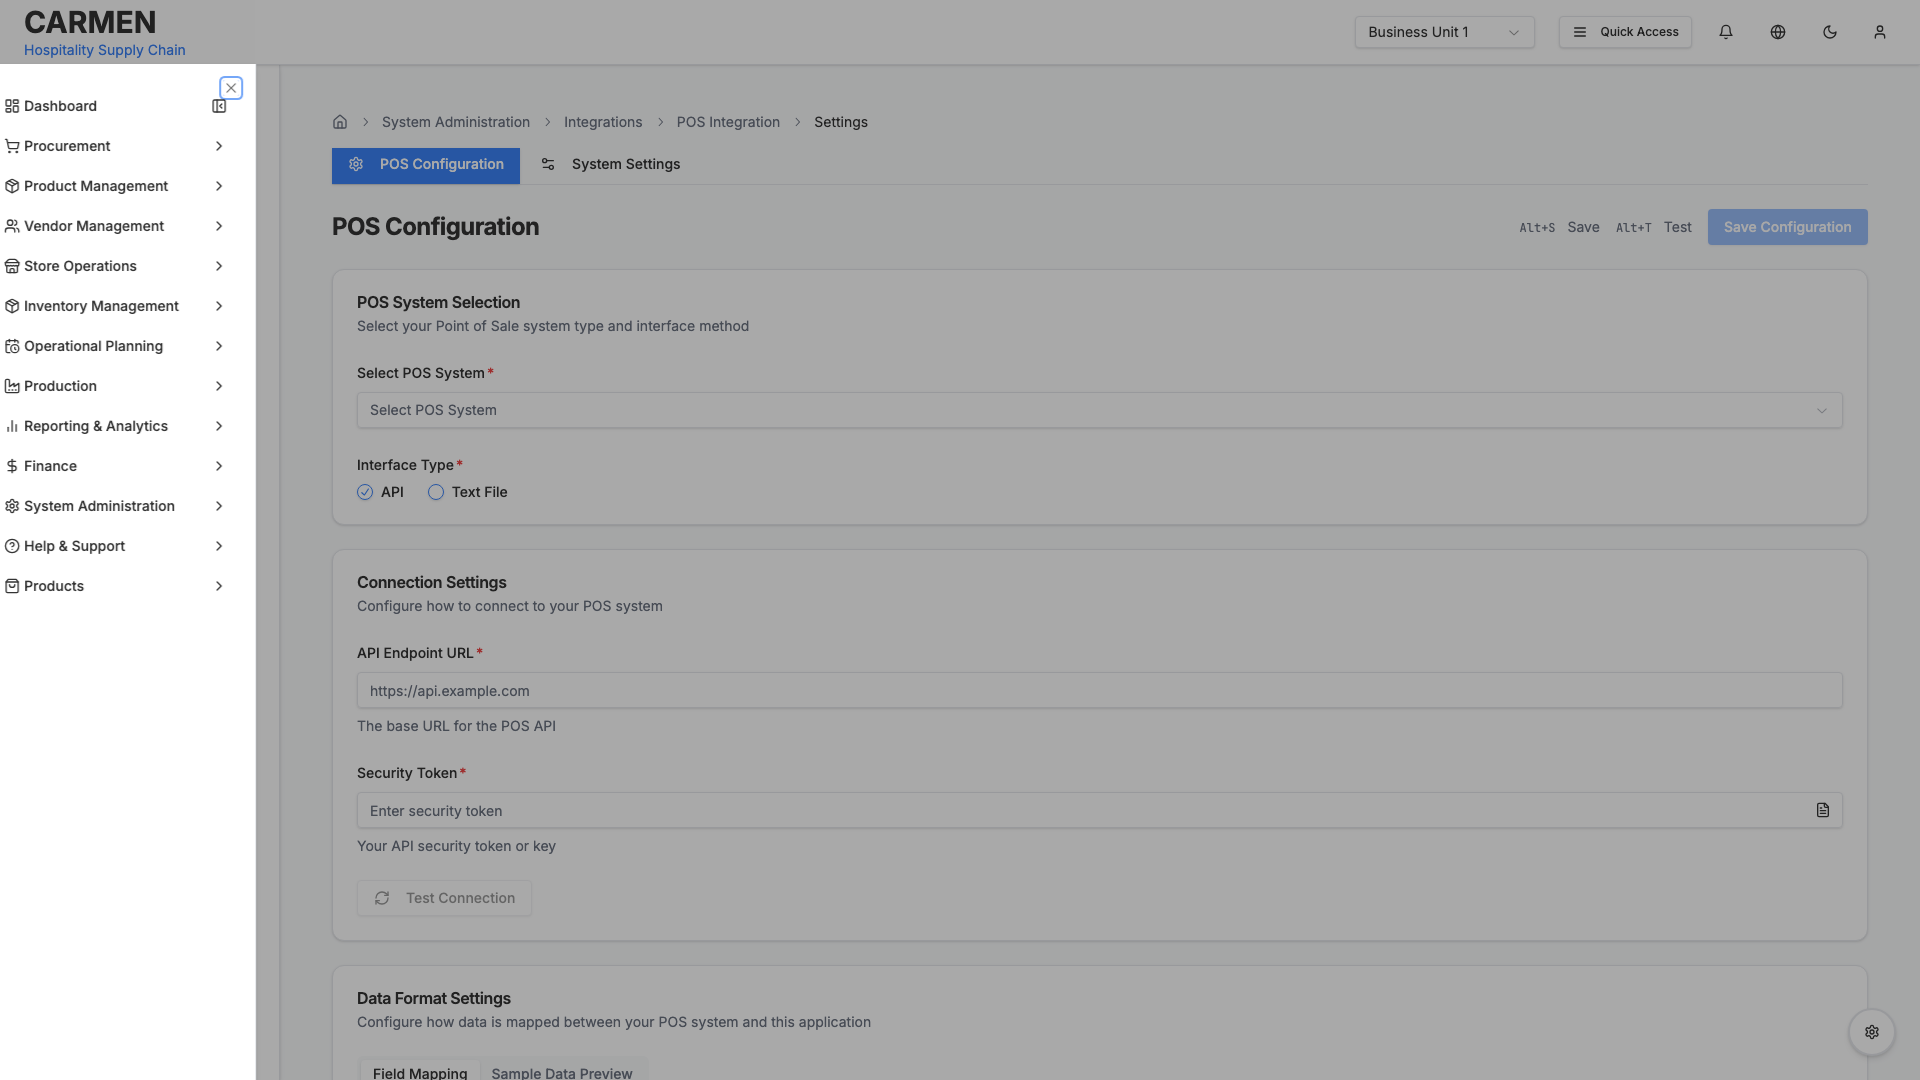 CARMEN
Hospitality Supply Chain
Business Unit 1
Quick Access
Dashboard
Procurement
Product Management
Vendor Management
Store Operations
Inventory Management
Operational Planning
Production
Reporting & Analytics
Finance
System Administration
Help & Support
Products
System Administration
Integrations
POS Integration
Settings
POS Configuration
System Settings
POS Configuration
Alt+S Save Alt+T Test
Save Configuration
POS System Selection
Select your Point of Sale system type and interface method
Select POS System*
Select POS System
Interface Type*
API
Text File
Connection Settings
Configure how to connect to your POS system
API Endpoint URL*
https://api.example.com
The base URL for the POS API
Security Token*
Enter security token
Your API security token or key
Test Connection
Data Format Settings
Configure how data is mapped between your POS system and this application
Field Mapping
Sample Data Preview